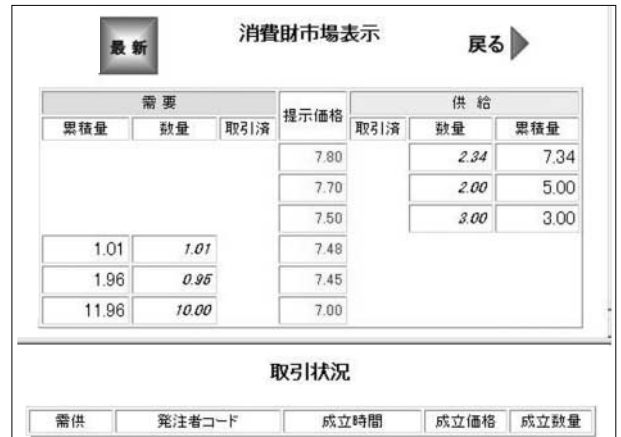 最新 消費財市場表示 戻る
需要 提示価格 供給
累積量 数量 取引済 取引済 数量 累積量
7.80 2.34 7.34
7.70 2.00 5.00
7.50 3.00 3.00
1.01 1.01 7.48
1.96 0.95 7.45
11.96 10.00 7.00
取引状況
需供 発注者コード 成立時間 成立価格 成立数量